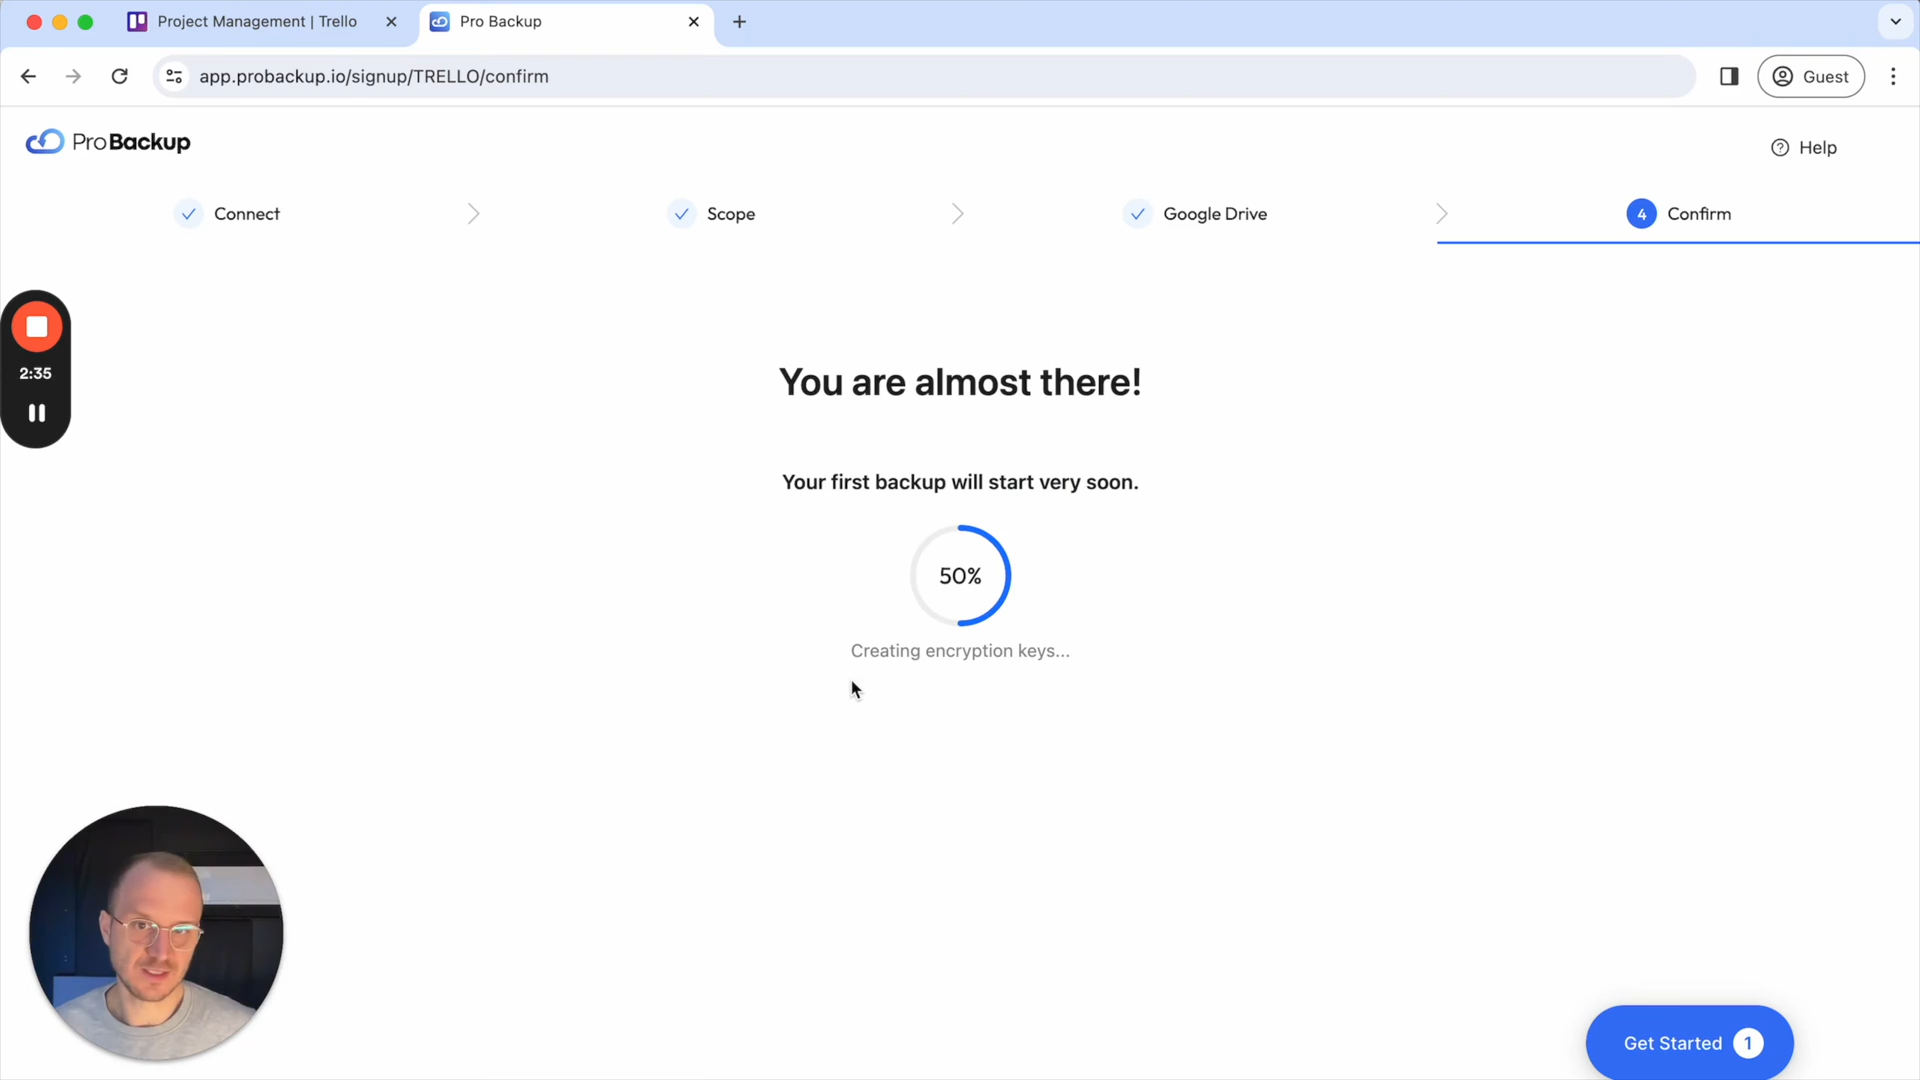 Project Management | Trello
Pro Backup
app.probackup.io/signup/TRELLO/confirm
Guest
ProBackup
Help
Connect
Scope
Google Drive
4 Confirm
2:35
You are almost there!
Your first backup will start very soon.
50%
Creating encryption keys...
Get Started 1